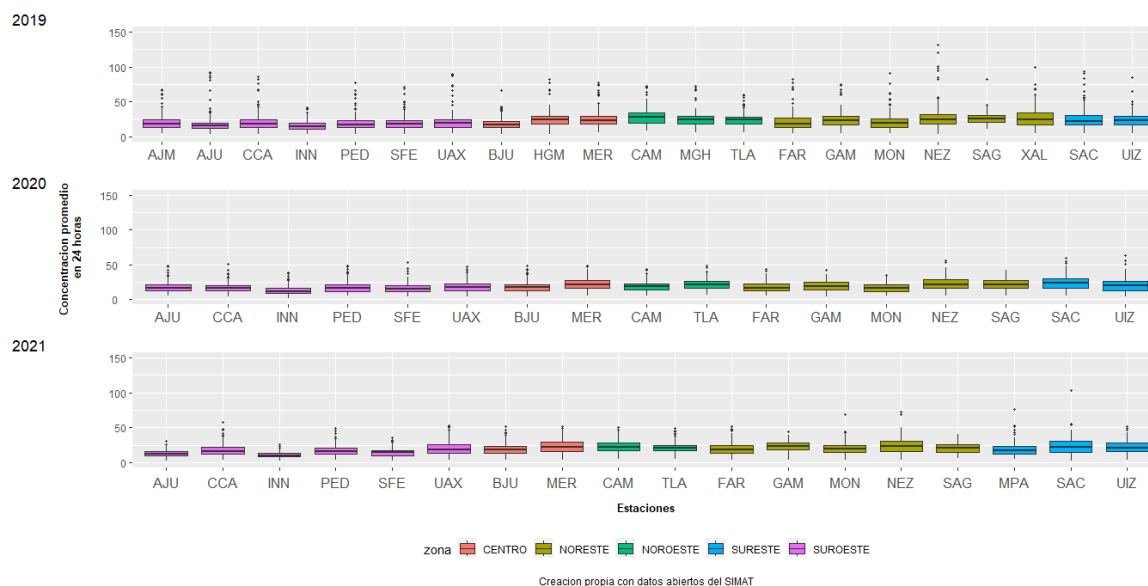 2019
150
100
50
0
AJM AJU CCA INN PED SFE UAX BJU HGM MER CAM MGH TLA FAR GAM MON NEZ SAG XAL SAC UIZ
2020
Concentracion promedio
en 24 horas
150
100
50
0
AJU CCA INN PED SFE UAX BJU MER CAM TLA FAR GAM MON NEZ SAG SAC UIZ
2021
150
100
50
0
AJU CCA INN PED SFE UAX BJU MER CAM TLA FAR GAM MON NEZ SAG MPA SAC UIZ
Estaciones
zona CENTRO NORESTE NOROESTE SURESTE SUROESTE
Creacion propia con datos abiertos del SIMAT